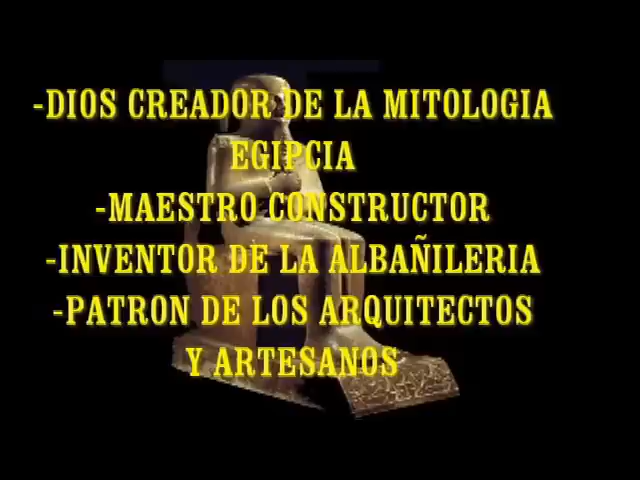 -DIOS CREADOR DE LA MITOLOGIA
EGIPCIA
-MAESTRO CONSTRUCTOR
-INVENTOR DE LA ALBAÑILERIA
-PATRON DE LOS ARQUITECTOS
Y ARTESANOS